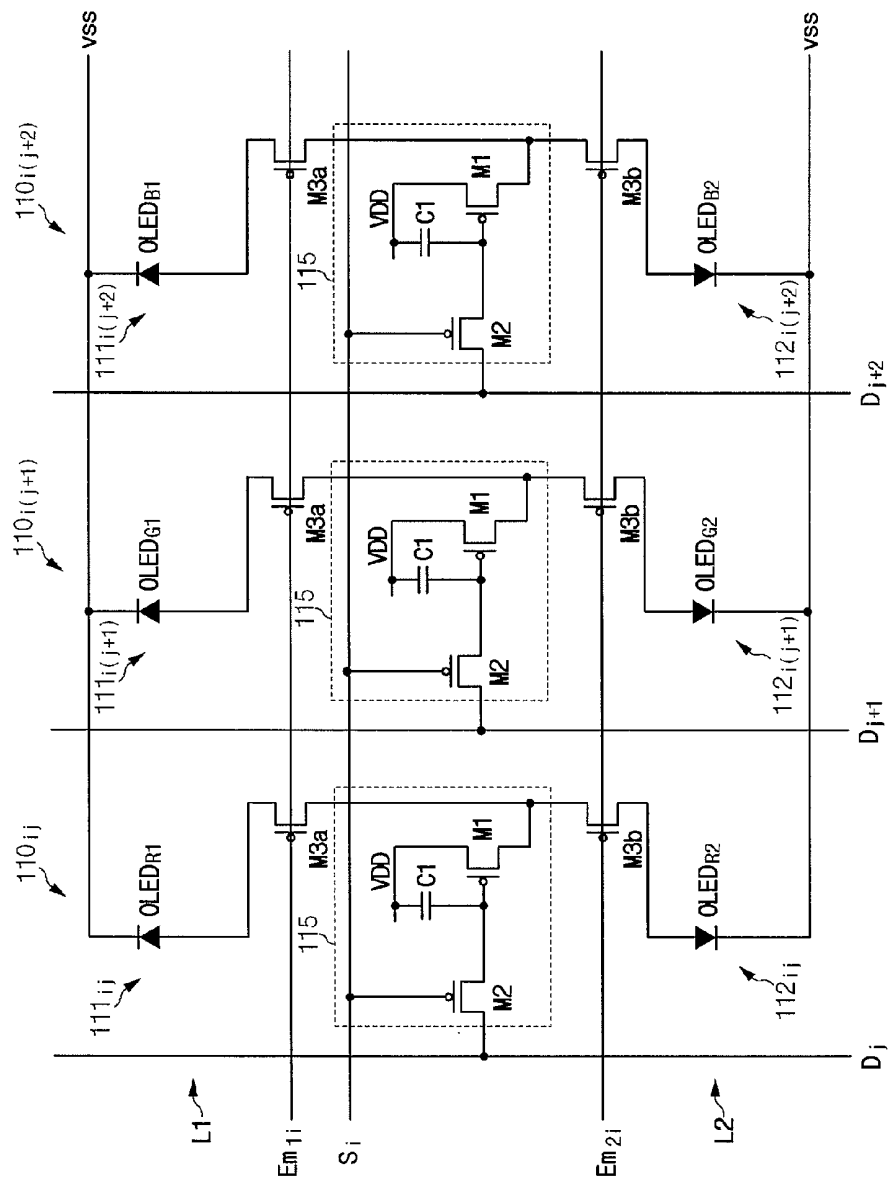 110ij
110i(j+1)
110i(j+2)
VSS
111ij
OLEDR1
111i(j+1)
OLEDG1
111i(j+2)
OLEDB1
L1
Em1i
M3a
M3a
M3a
Si
115
VDD
C1
M1
M2
115
VDD
C1
M1
M2
115
VDD
C1
M1
M2
Em2i
M3b
M3b
M3b
L2
112ij
OLEDR2
112i(j+1)
OLEDG2
112i(j+2)
OLEDB2
VSS
Dj
Dj+1
Dj+2